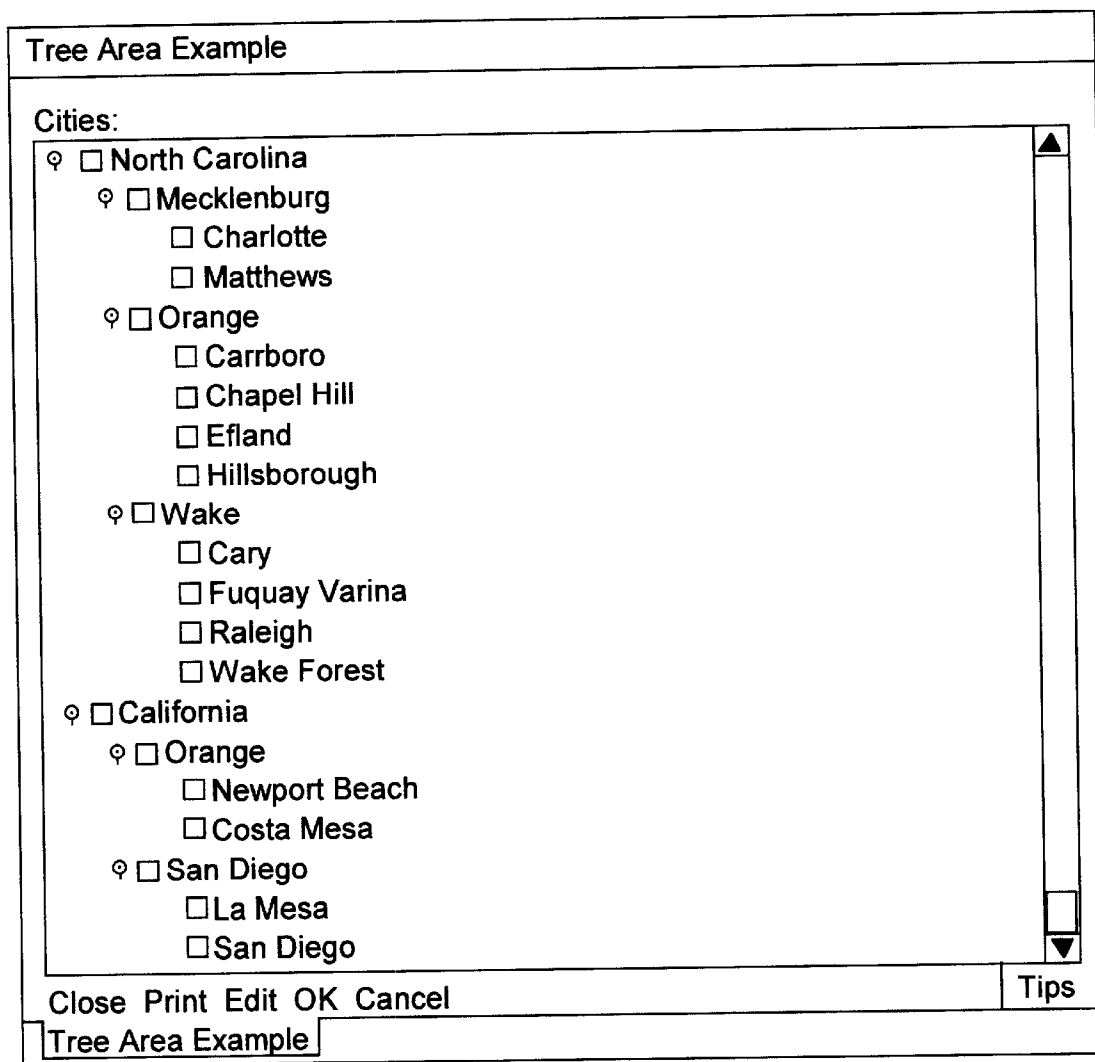 Tree Area Example
Cities:
North Carolina
Mecklenburg
Charlotte
Matthews
Orange
Carrboro
Chapel Hill
Efland
Hillsborough
Wake
Cary
Fuquay Varina
Raleigh
Wake Forest
California
Orange
Newport Beach
Costa Mesa
San Diego
La Mesa
San Diego
Close Print Edit OK Cancel Tips
Tree Area Example